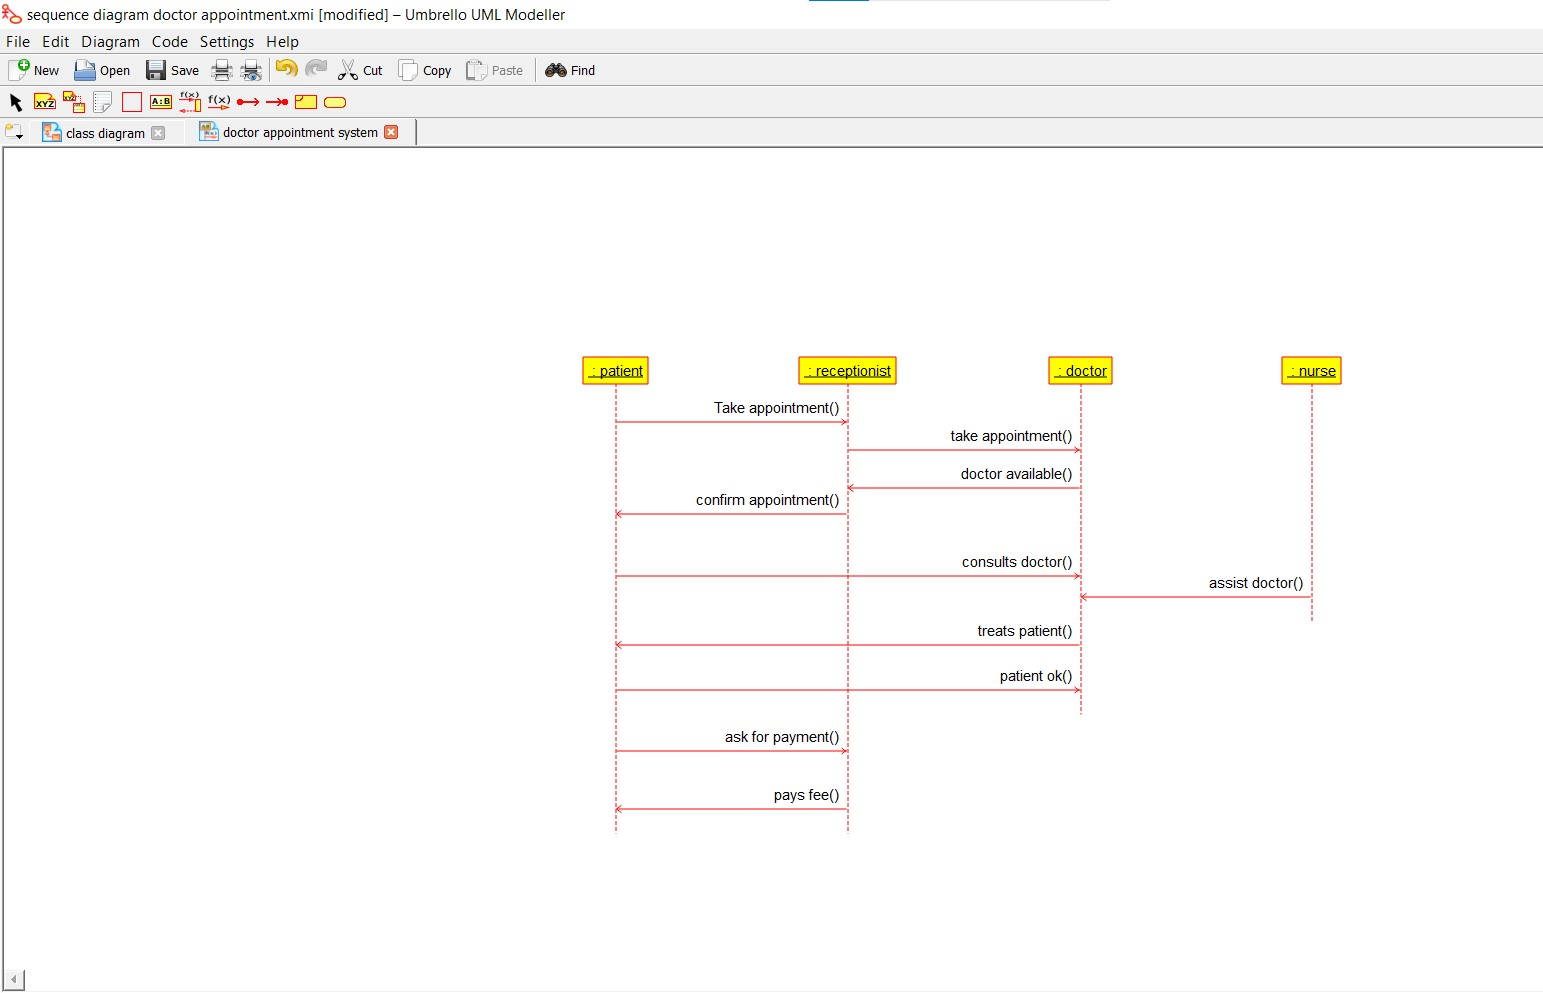 sequence diagram doctor appointment.xmi [modified] – Umbrello UML Modeller
File Edit Diagram Code Settings Help
New Open Save Cut Copy Paste Find
XYZ XYZ A:B f(x) f(x)
class diagram doctor appointment system
: patient : receptionist : doctor : nurse
Take appointment()
take appointment()
doctor available()
confirm appointment()
consults doctor()
assist doctor()
treats patient()
patient ok()
ask for payment()
pays fee()